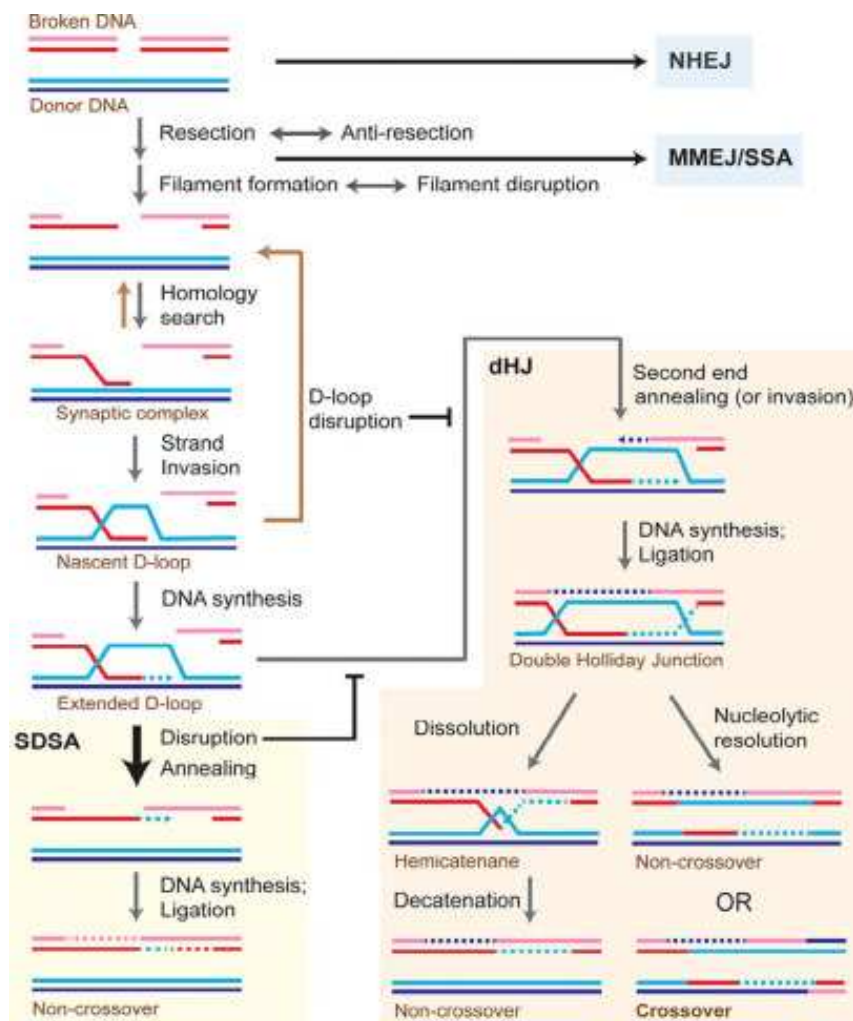 Broken DNA
NHEJ
Donor DNA
Resection
Anti-resection
MMEJ/SSA
Filament formation
Filament disruption
Homology
search
Synaptic complex
D-loop
disruption
Strand
Invasion
Nascent D-loop
DNA synthesis
Extended D-loop
dHJ
Second end
annealing (or invasion)
DNA synthesis;
Ligation
Double Holliday Junction
SDSA
Disruption
Annealing
DNA synthesis;
Ligation
Non-crossover
Dissolution
Nucleolytic
resolution
Hemicatenane
Non-crossover
Decatenation
OR
Non-crossover
Crossover